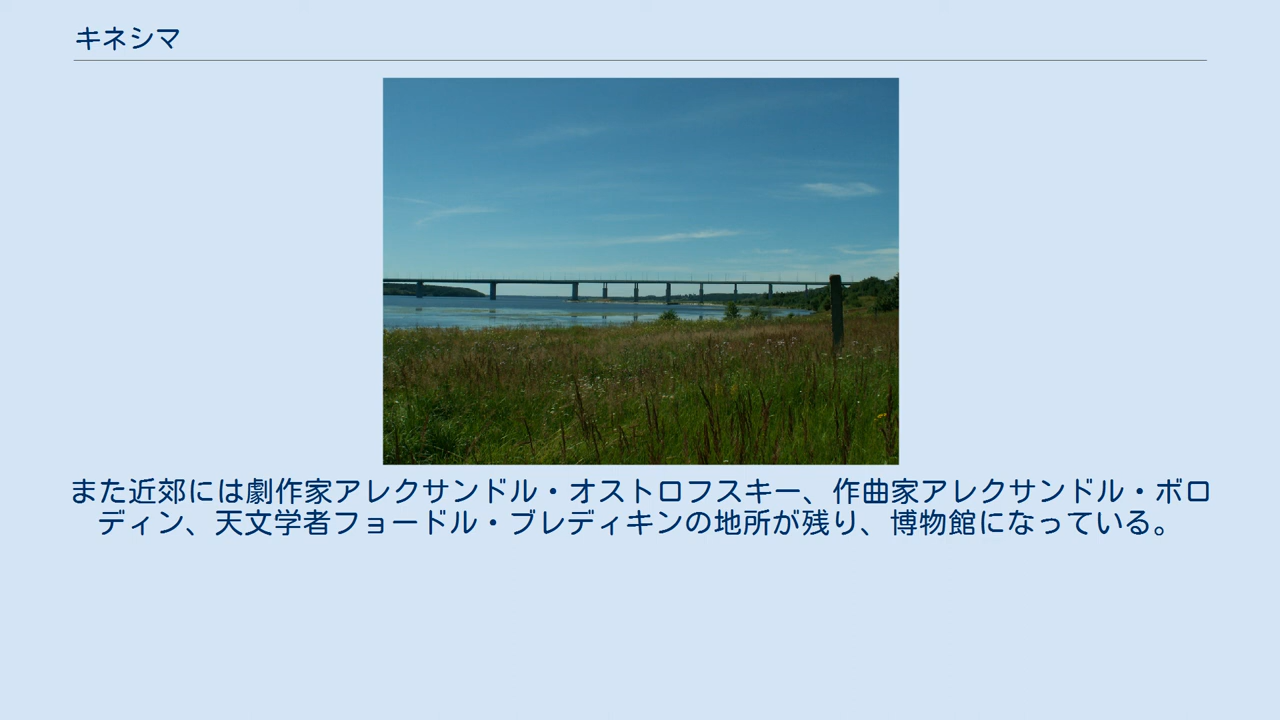 キネシマ
また近郊には劇作家アレクサンドル・オストロフスキー、作曲家アレクサンドル・ボロ
ディン、天文学者フョードル・ブレディキンの地所が残り、博物館になっている。